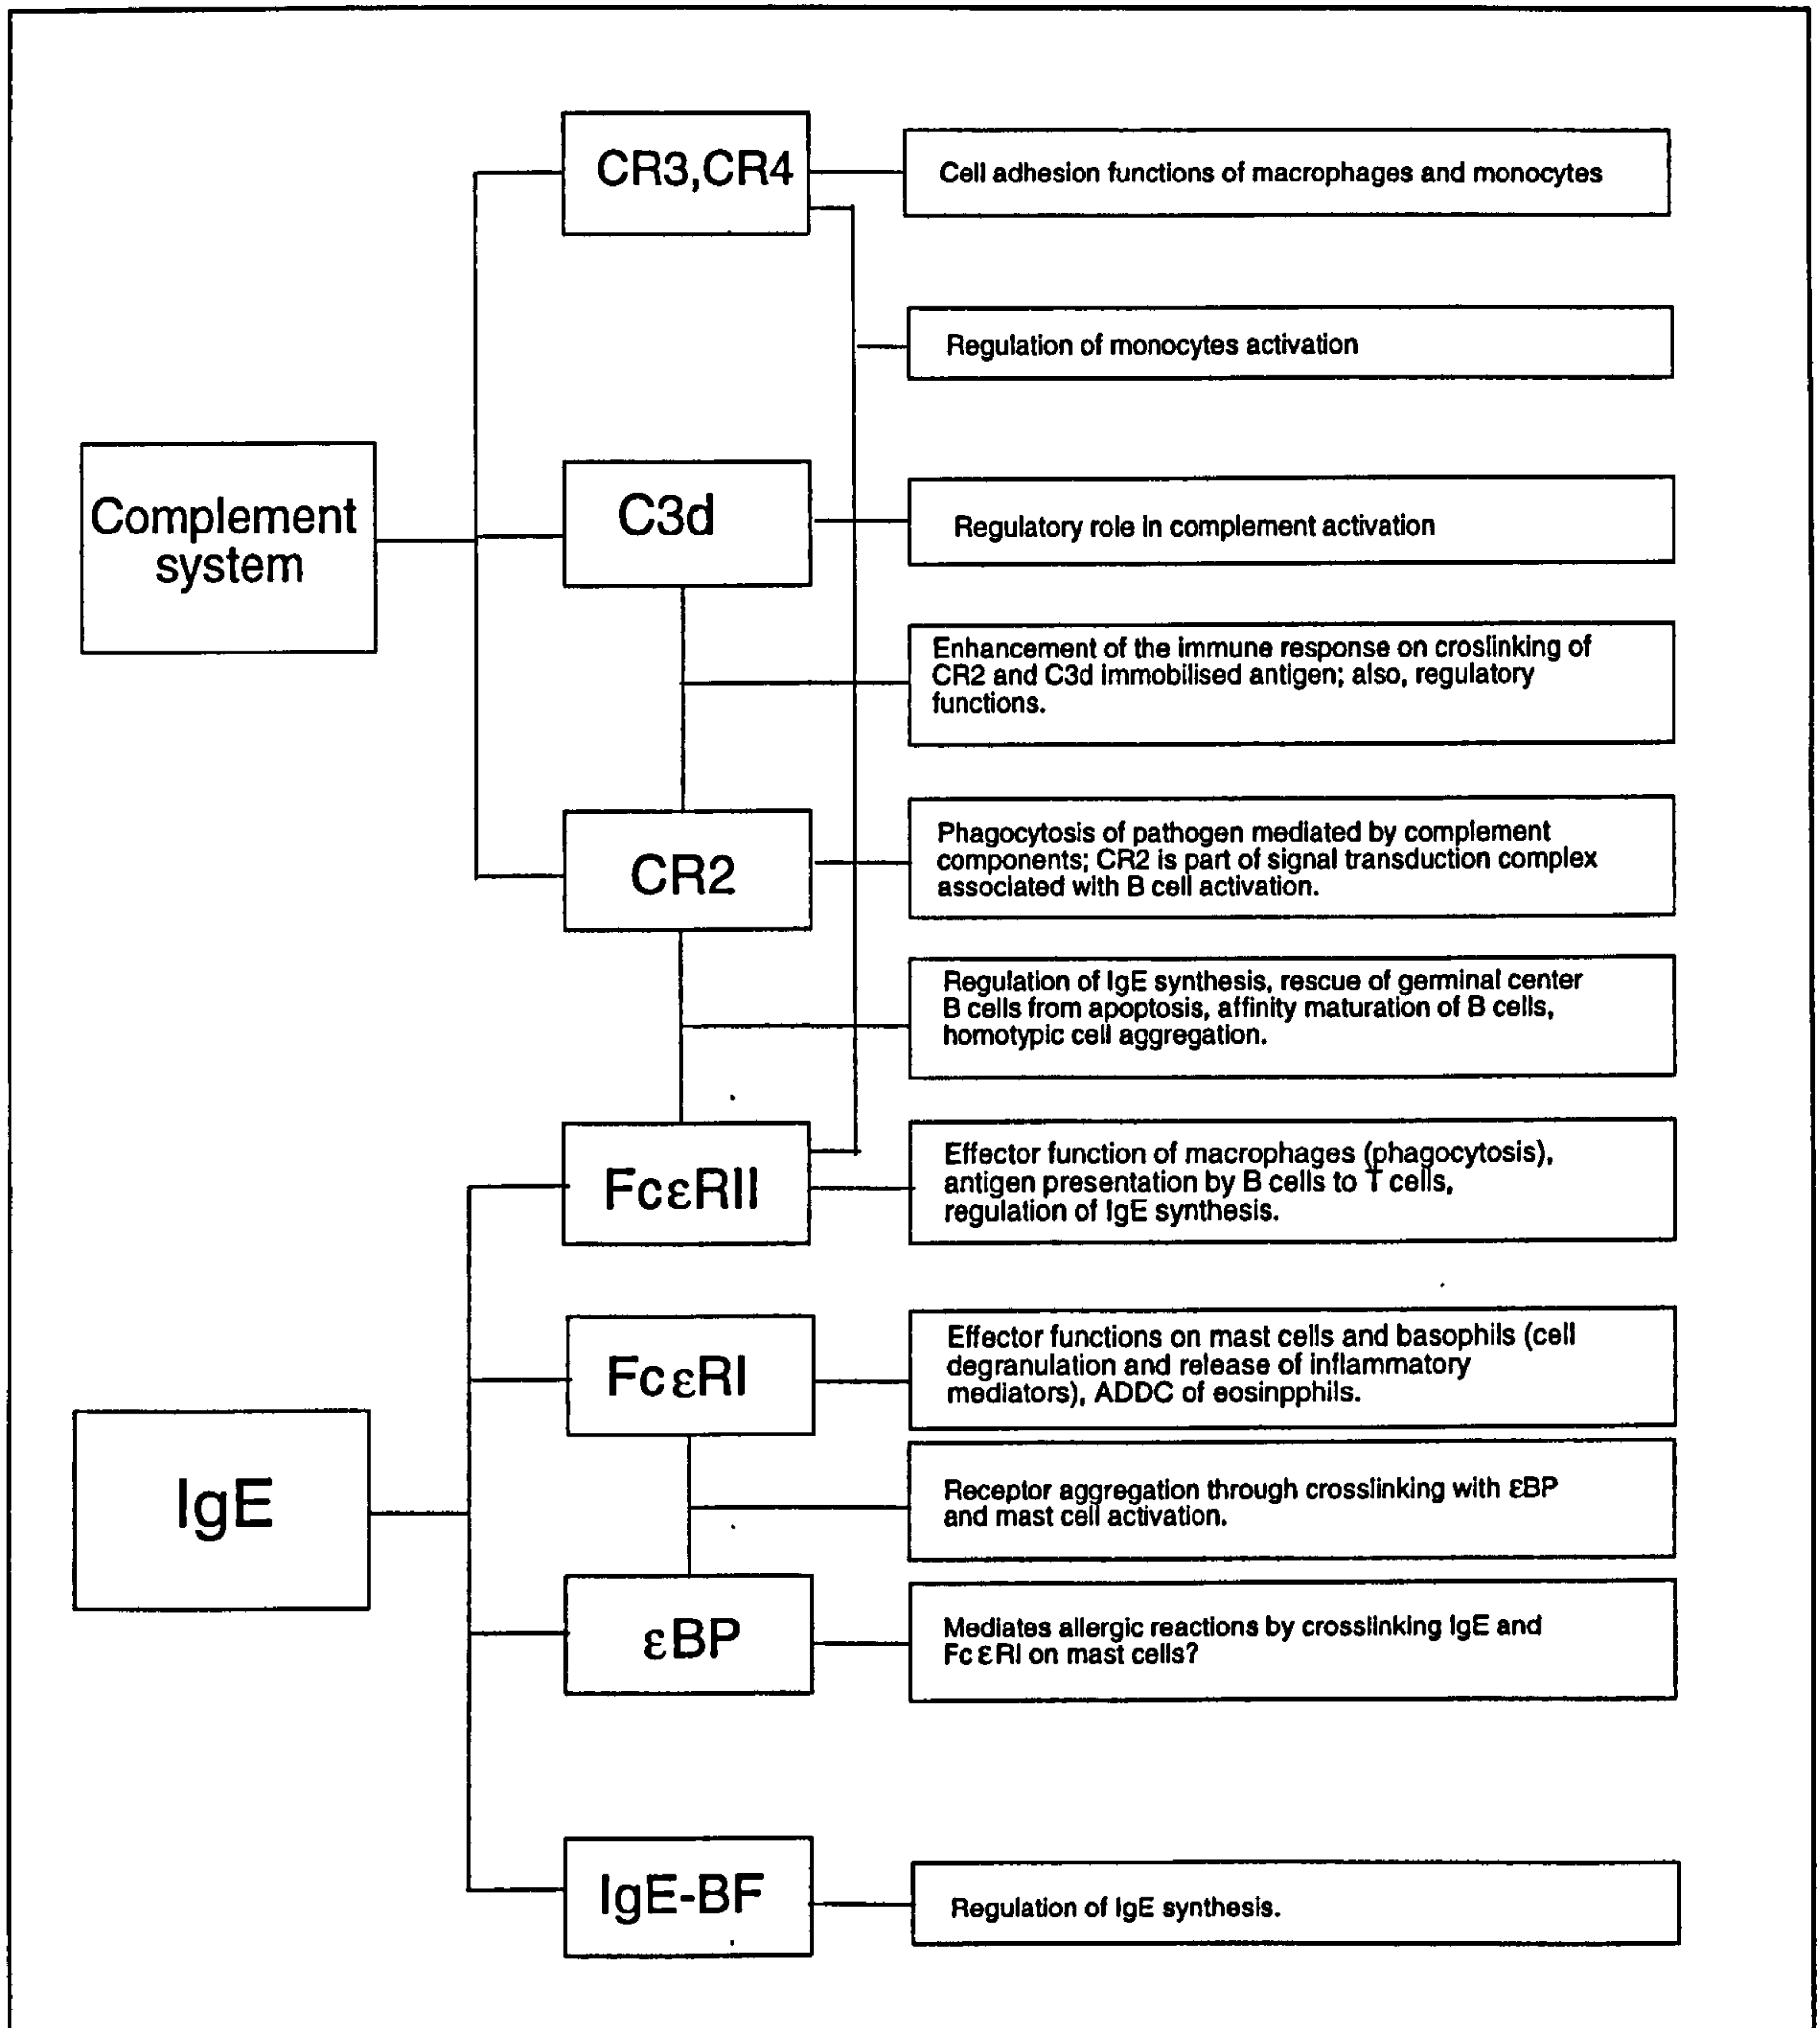 CR3,CR4
Cell adhesion functions of macrophages and monocytes
Regulation of monocytes activation
Complement
system
C3d
Regulatory role in complement activation
Enhancement of the immune response on croslinking of
CR2 and C3d immobilised antigen; also, regulatory
functions.
CR2
Phagocytosis of pathogen mediated by complement
components; CR2 is part of signal transduction complex
associated with B cell activation.
Regulation of IgE synthesis, rescue of germinal center
B cells from apoptosis, affinity maturation of B cells,
homotypic cell aggregation.
FcεRII
Effector function of macrophages (phagocytosis),
antigen presentation by B cells to T cells,
regulation of IgE synthesis.
FcεRI
Effector functions on mast cells and basophils (cell
degranulation and release of inflammatory
mediators), ADDC of eosinpphils.
IgE
Receptor aggregation through crosslinking with εBP
and mast cell activation.
εBP
Mediates allergic reactions by crosslinking IgE and
FcεRI on mast cells?
IgE-BF
Regulation of IgE synthesis.